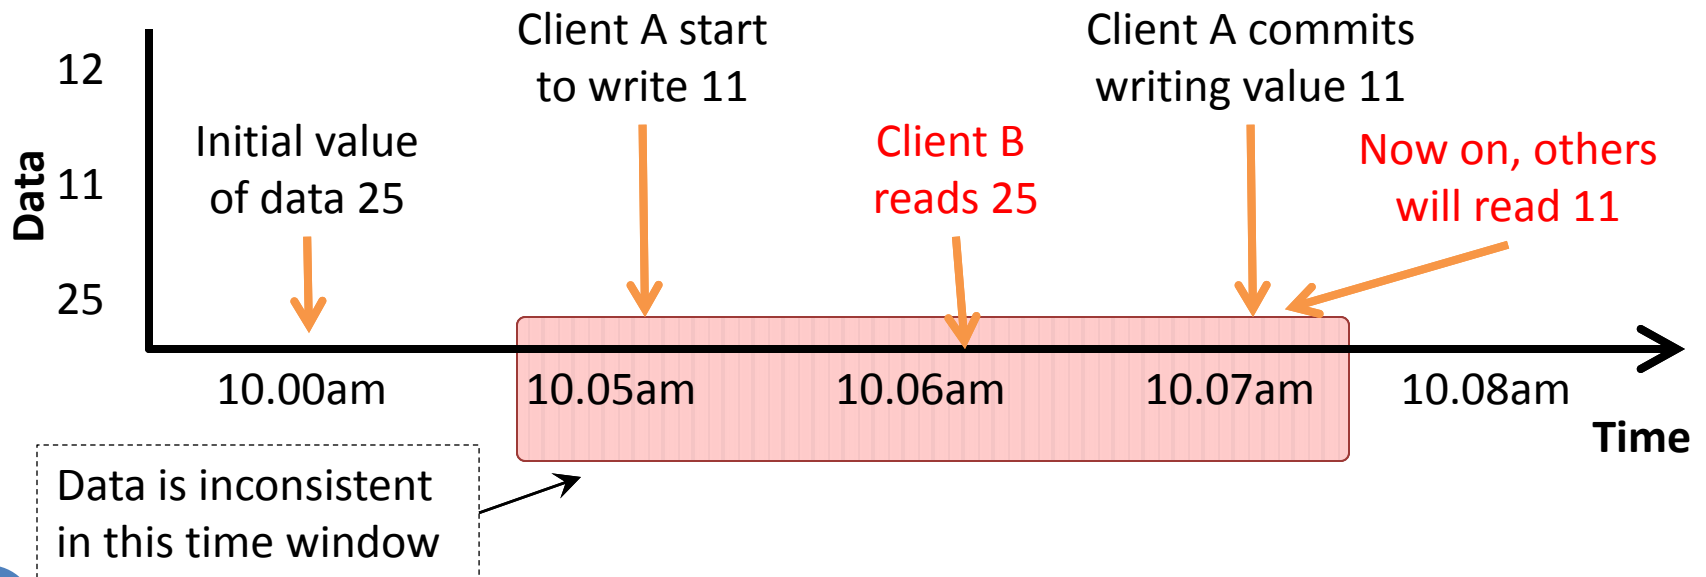 Client A start
to write 11
Client A commits
writing value 11
12
Initial value
of data 25
Client B
reads 25
Now on, others
will read 11
Data
11
25
10.00am
10.05am
10.06am
10.07am
10.08am
Time
Data is inconsistent
in this time window